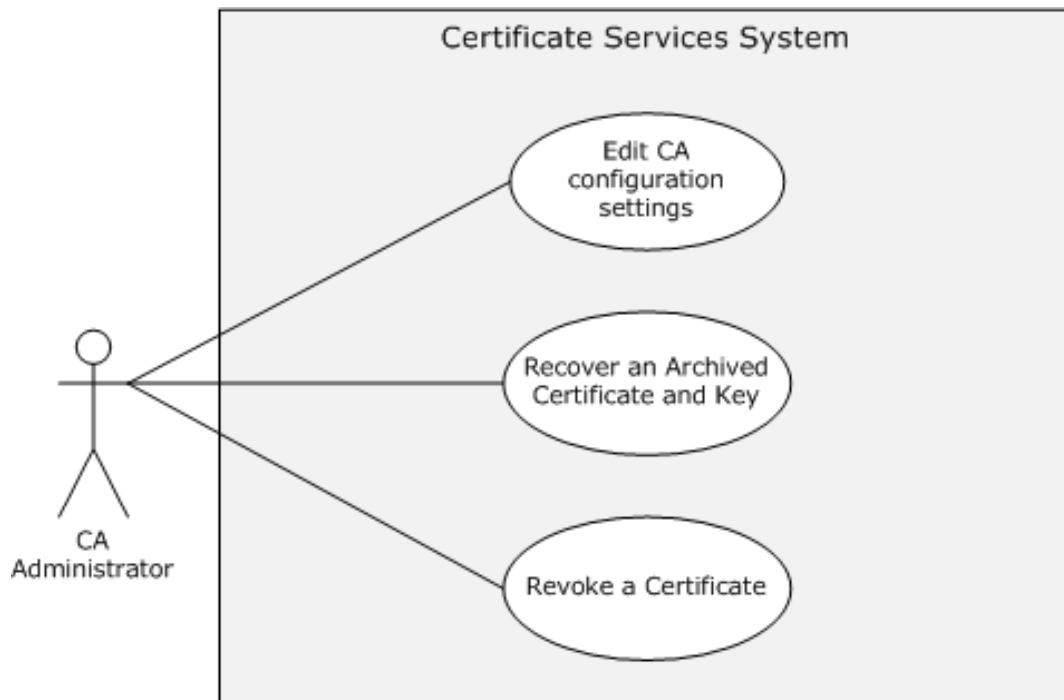 Certificate Services System
Edit CA
configuration
settings
Recover an Archived
Certificate and Key
CA
Administrator
Revoke a Certificate